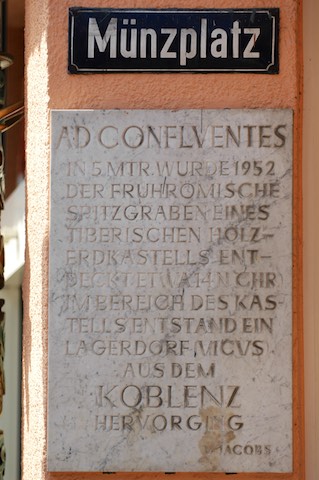 Münzplatz
AD CONFLVENTES
IN 5. MTR. WURDE 1952
DER FRUHRÖMISCHE
SPITZGRABEN EINES
TIBERISCHEN HOLZ-
ERDKASTELLS ENT-
DECKT ETWA 14 N CHR
IM BEREICH DES KAS-
TELLS ENTSTAND EIN
LAGERDORF (VICUS)
AUS DEM
KOBLENZ
HERVORGING
JACOBS